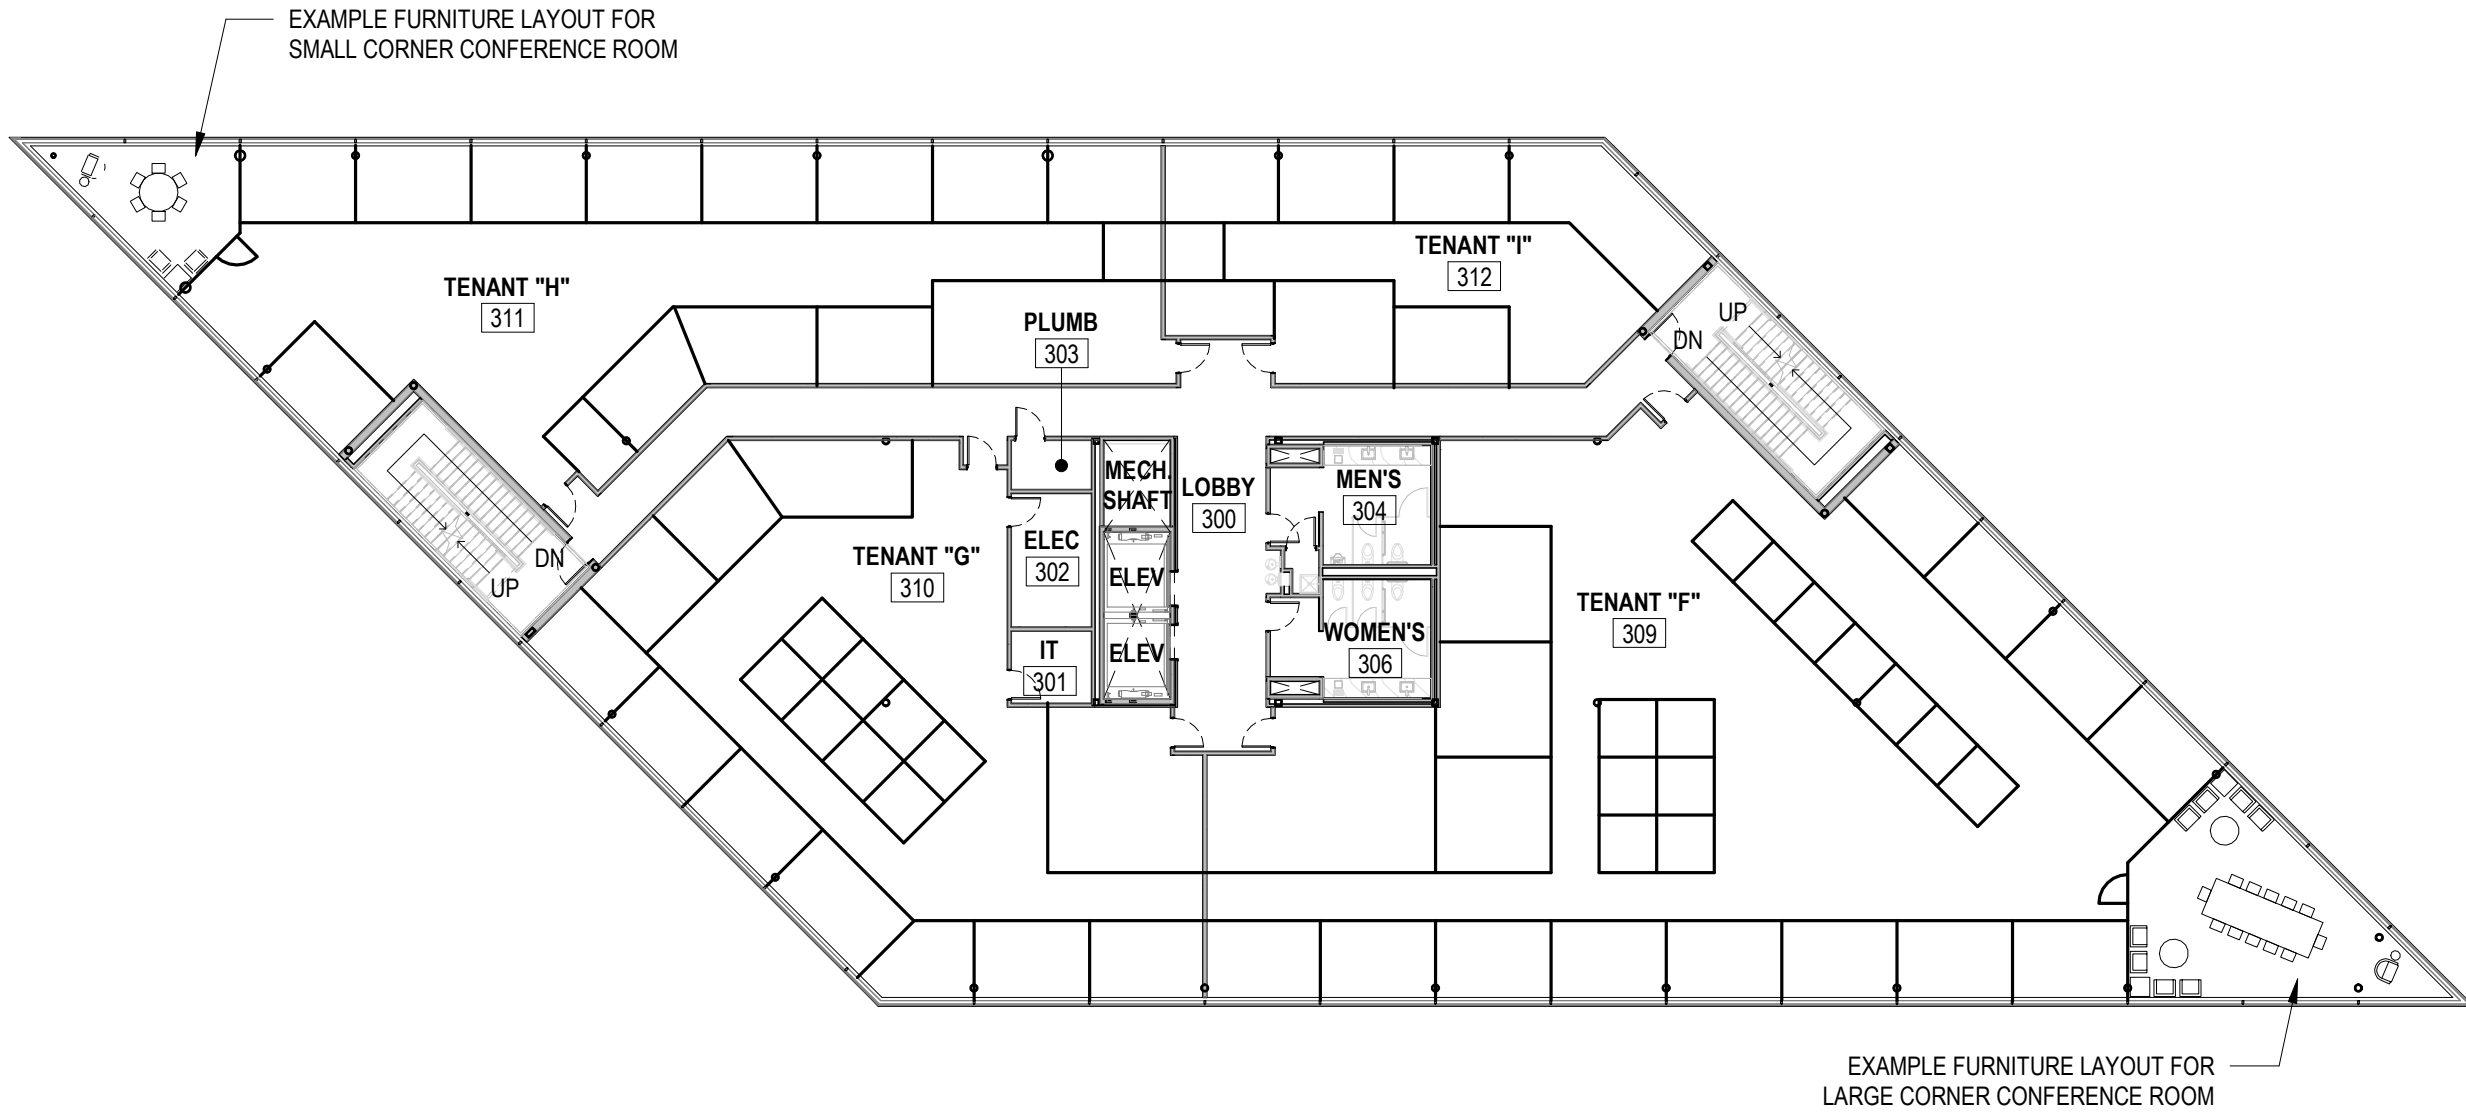 EXAMPLE FURNITURE LAYOUT FOR
SMALL CORNER CONFERENCE ROOM
TENANT "H"
311
TENANT "I"
312
PLUMB
303
UP
DN
MECH.
SHAFT
LOBBY
300
MEN'S
304
ELEC
302
TENANT "G"
310
ELEV
DN
UP
TENANT "F"
309
IT
301
ELEV
WOMEN'S
306
EXAMPLE FURNITURE LAYOUT FOR
LARGE CORNER CONFERENCE ROOM